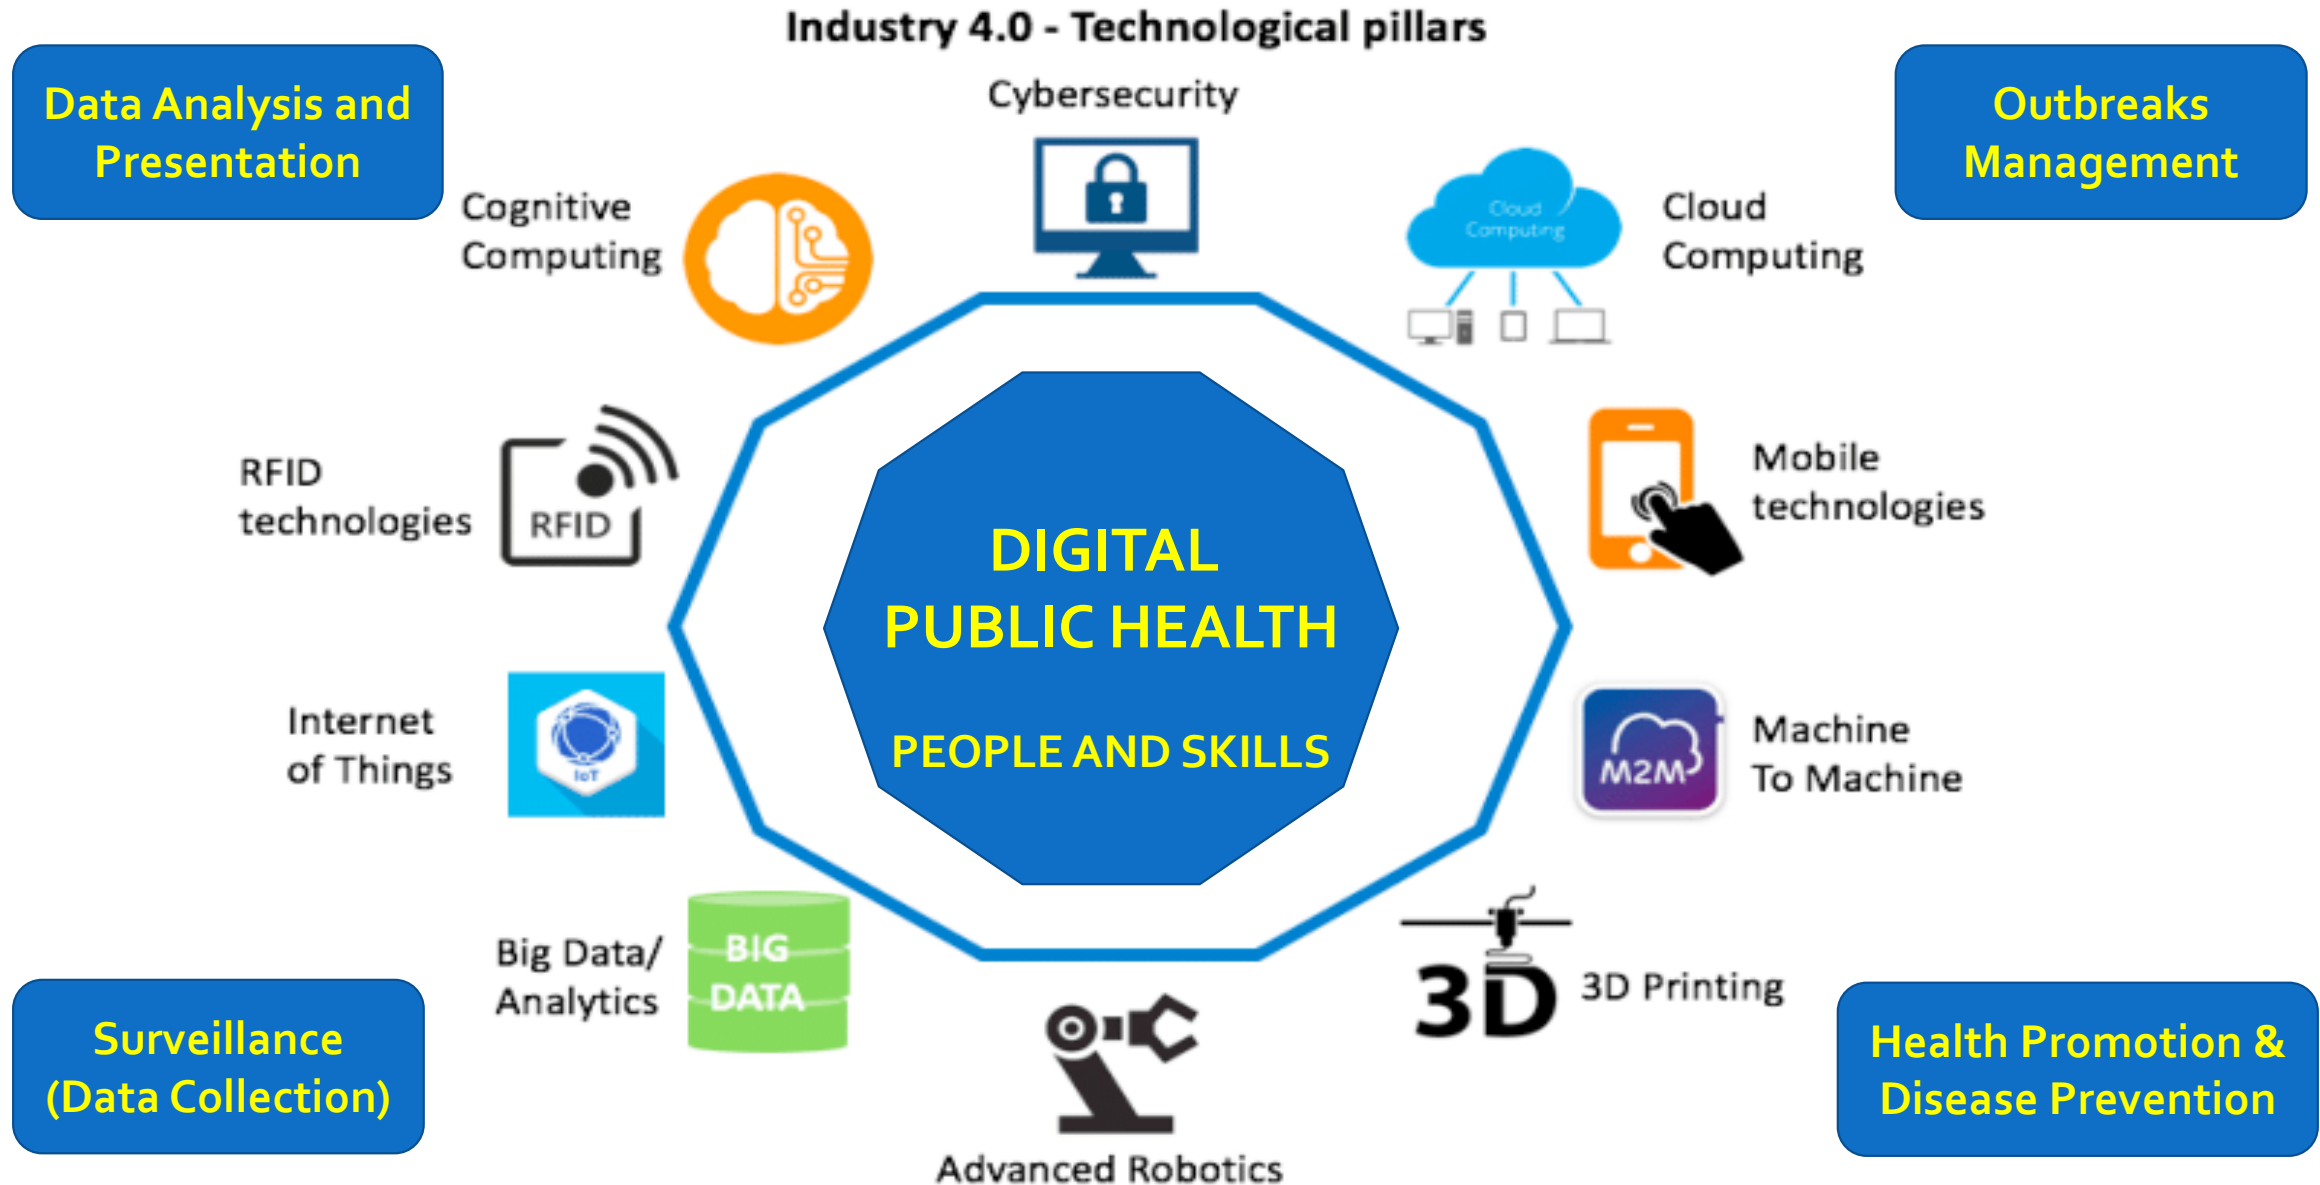 Industry 4.0 - Technological pillars
Data Analysis and
Presentation
Outbreaks
Management
Cybersecurity
Cognitive
Computing
Cloud
Computing
Cloud
Computing
RFID
technologies
RFID
Mobile
technologies
DIGITAL
PUBLIC HEALTH
PEOPLE AND SKILLS
Internet
of Things
IoT
M2M
Machine
To Machine
Big Data/
Analytics
BIG
DATA
3D
3D Printing
Surveillance
(Data Collection)
Health Promotion &
Disease Prevention
Advanced Robotics